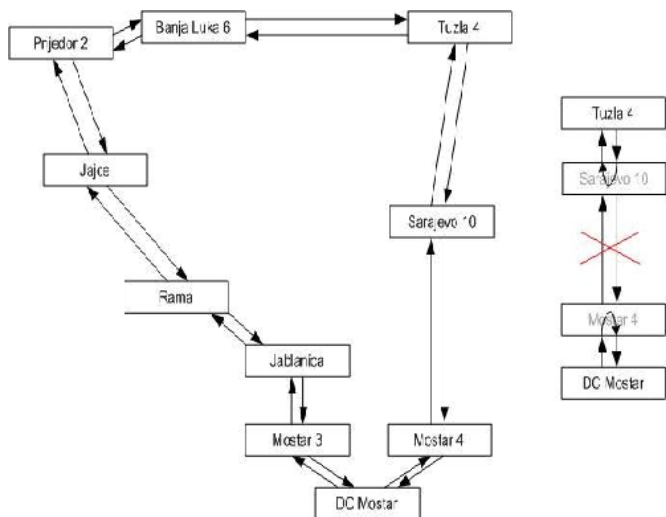 Banja Luka 6
Tuzla 4
Prijedor 2
Tuzla 4
Jajce
Sarajevo 10
Sarajevo 10
Rama
Mostar 4
Jablanica
DC Mostar
Mostar 3
Mostar 4
DC Mostar